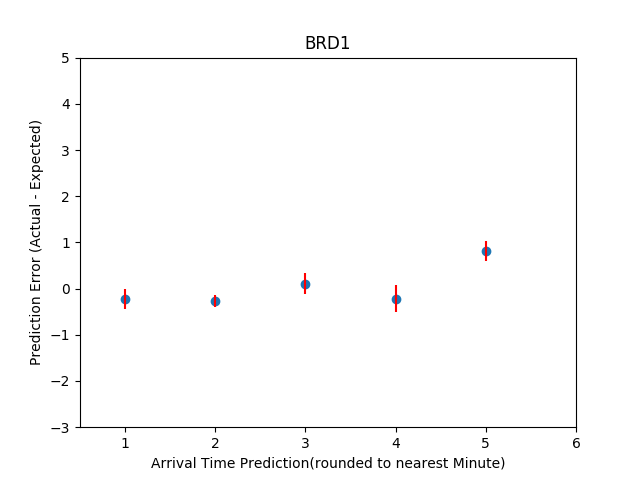 BRD1
5
4
3
2
1
0
−1
−2
−3
Prediction Error (Actual - Expected)
1 2 3 4 5 6
Arrival Time Prediction(rounded to nearest Minute)